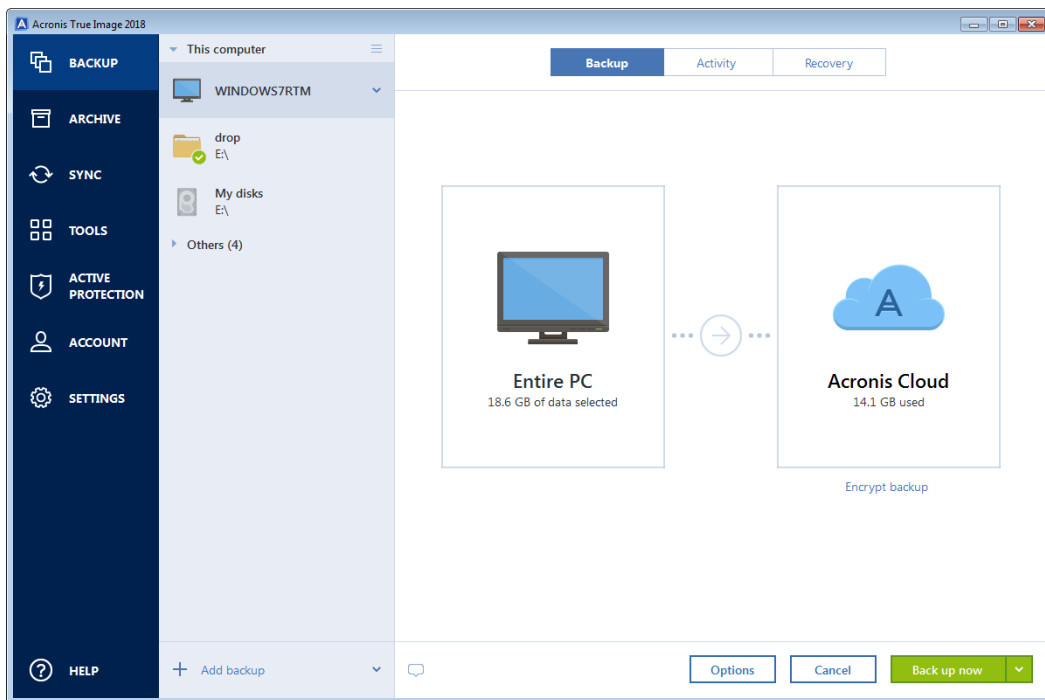 Acronis True Image 2018
BACKUP
ARCHIVE
SYNC
TOOLS
ACTIVE
PROTECTION
ACCOUNT
SETTINGS
HELP
This computer
WINDOWS7RTM
drop
E:\
My disks
E:\
Others (4)
Add backup
Backup
Activity
Recovery
Entire PC
18.6 GB of data selected
Acronis Cloud
14.1 GB used
Encrypt backup
Options
Cancel
Back up now